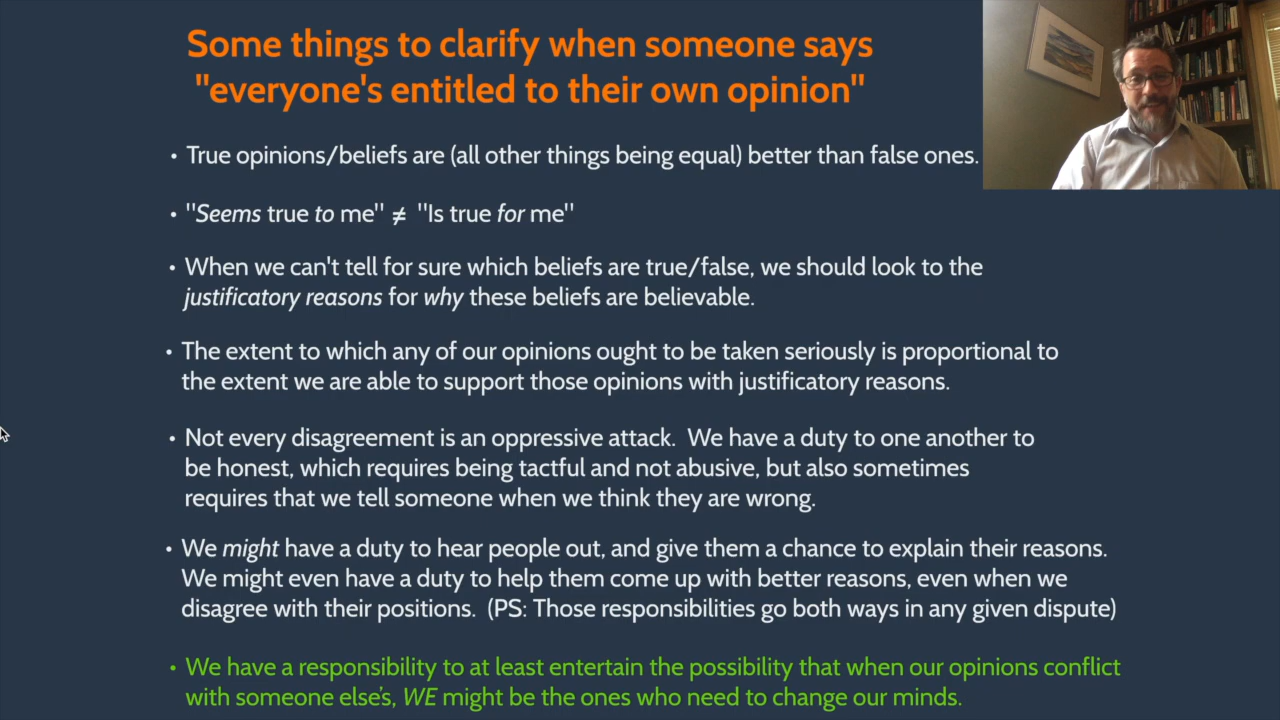 Some things to clarify when someone says
"everyone's entitled to their own opinion"
• True opinions/beliefs are (all other things being equal) better than false ones.
• "Seems true to me" ≠ "Is true for me"
• When we can't tell for sure which beliefs are true/false, we should look to the
justificatory reasons for why these beliefs are believable.
• The extent to which any of our opinions ought to be taken seriously is proportional to
the extent we are able to support those opinions with justificatory reasons.
• Not every disagreement is an oppressive attack. We have a duty to one another to
be honest, which requires being tactful and not abusive, but also sometimes
requires that we tell someone when we think they are wrong.
• We might have a duty to hear people out, and give them a chance to explain their reasons.
We might even have a duty to help them come up with better reasons, even when we
disagree with their positions. (PS: Those responsibilities go both ways in any given dispute)
• We have a responsibility to at least entertain the possibility that when our opinions conflict
with someone else's, WE might be the ones who need to change our minds.